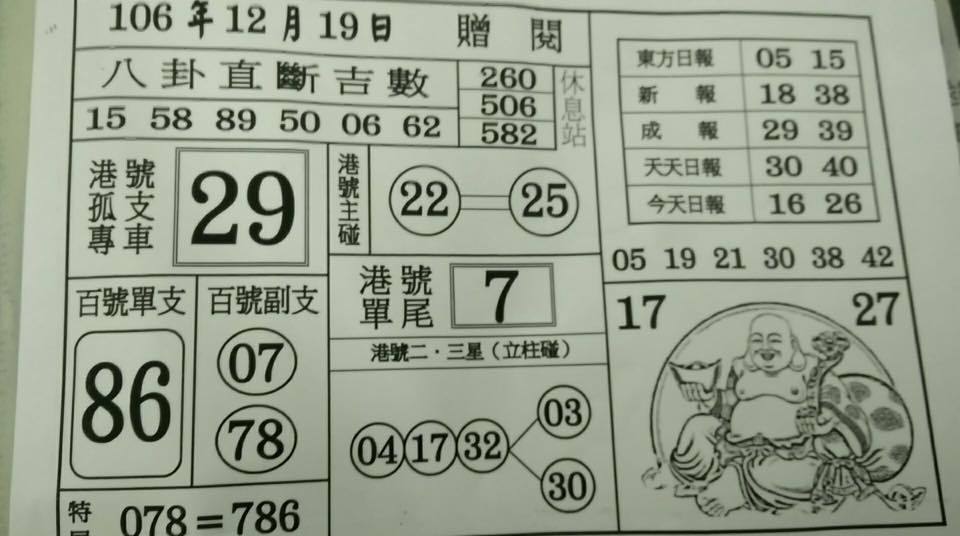 106年12月19日 贈閱
八卦直斷吉數
15 58 89 50 06 62
260
506
582
休息站
港號孤支專車
29
港號主碰
22 25
百號單支
86
百號副支
07
78
港號單尾
7
港號二．三星（立柱碰）
04 17 32
03
30
特
078=786
東方日報 05 15
新報 18 38
成報 29 39
天天日報 30 40
今天日報 16 26
05 19 21 30 38 42
17 27